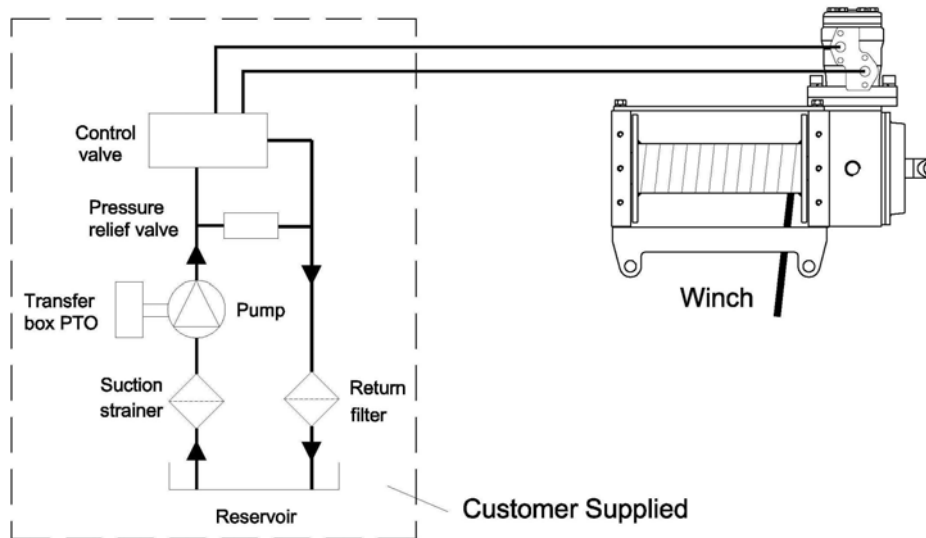 Control
valve
Pressure
relief valve
Transfer
box PTO
Pump
Suction
strainer
Return
filter
Reservoir
Winch
Customer Supplied